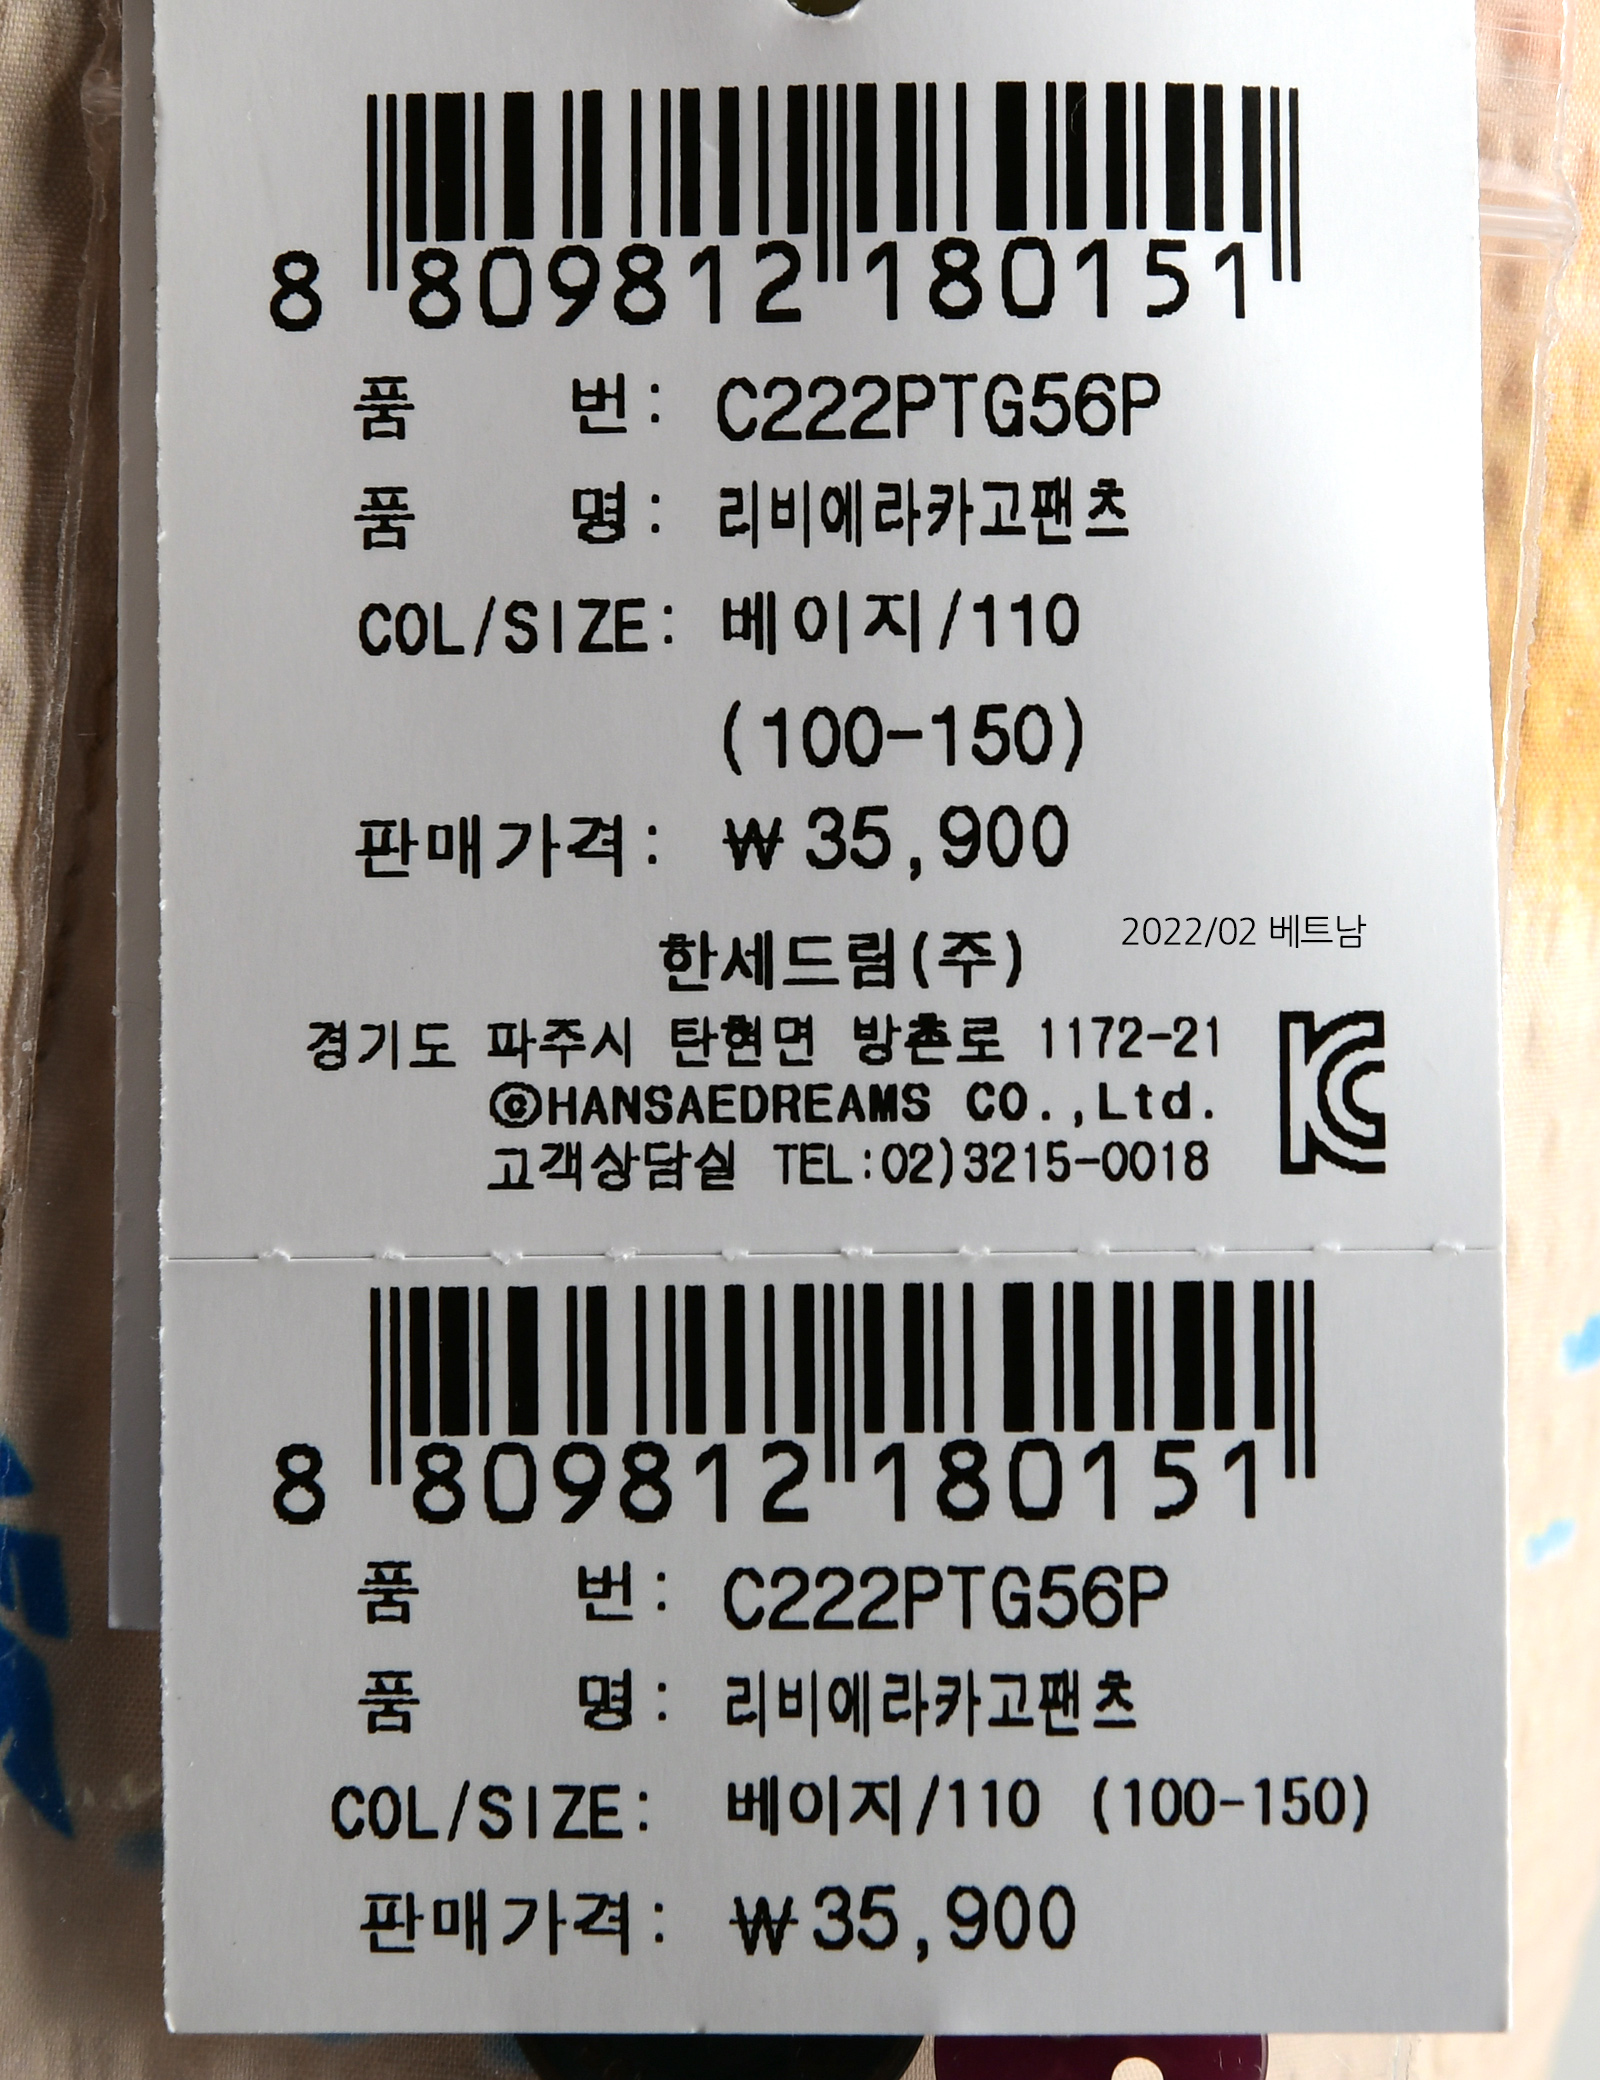 8 809812 180151
품 번: C222PTG56P
품 명: 리비에라카고팬츠
COL/SIZE: 베이지/110
(100-150)
판매가격: ₩35,900
2022/02 베트남
한세드림(주)
경기도 파주시 탄현면 방촌로 1172-21
©HANSAEDREAMS CO.,Ltd.
고객상담실 TEL:02)3215-0018
8 809812 180151
품 번: C222PTG56P
품 명: 리비에라카고팬츠
COL/SIZE: 베이지/110 (100-150)
판매가격: ₩35,900